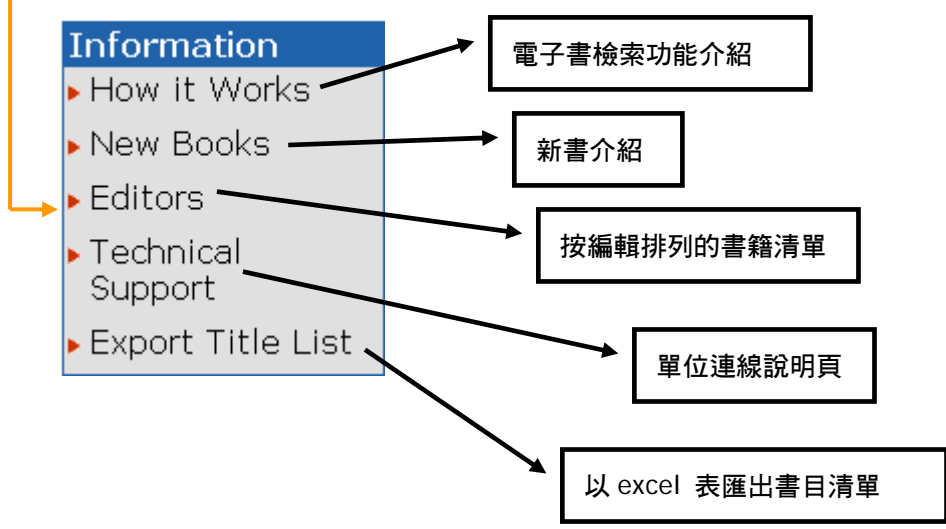 Information
How it Works
New Books
Editors
Technical
Support
Export Title List
電子書檢索功能介紹
新書介紹
按編輯排列的書籍清單
單位連線說明頁
以 excel 表匯出書目清單